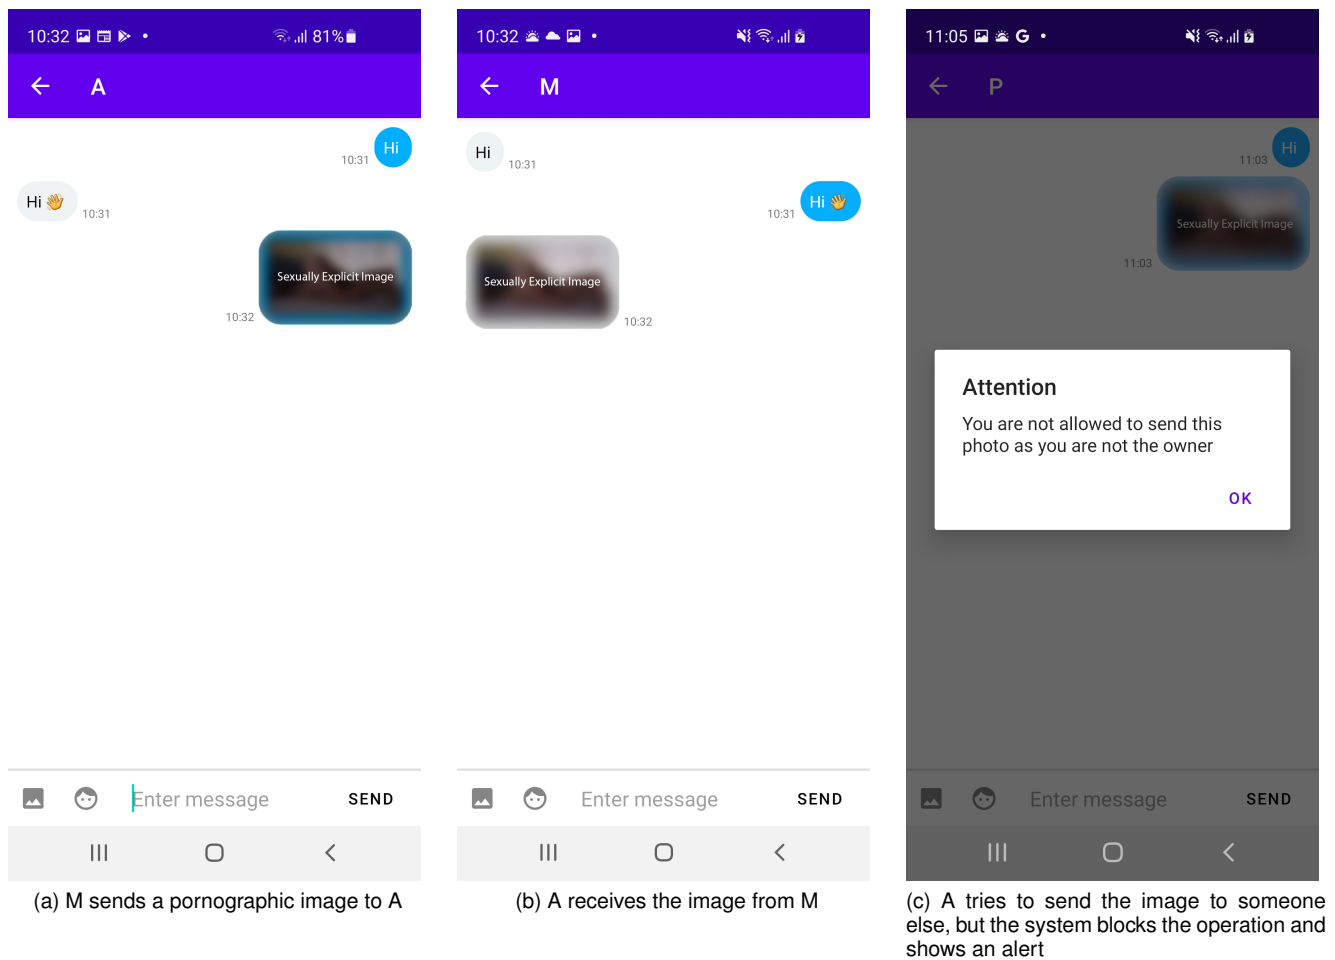 10:32 81%
A
Hi
10:31
Hi 👋
10:31
Sexually Explicit Image
10:32
Enter message SEND
(a) M sends a pornographic image to A
10:32
M
Hi
10:31
Hi 👋
10:31
Sexually Explicit Image
10:32
Enter message SEND
(b) A receives the image from M
11:05 G
P
Hi
11:03
Sexually Explicit Image
11:03
Attention
You are not allowed to send this
photo as you are not the owner
OK
Enter message SEND
(c) A tries to send the image to someone
else, but the system blocks the operation and
shows an alert